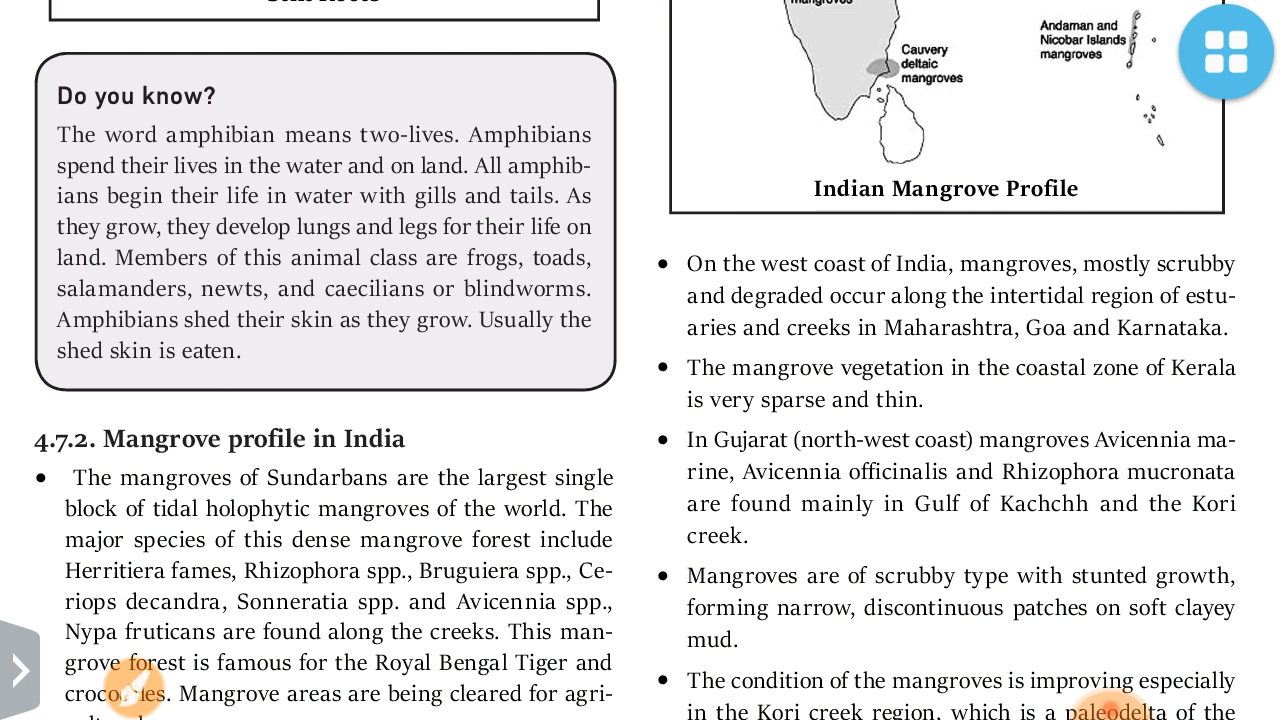 Do you know?
The word amphibian means two-lives. Amphibians
spend their lives in the water and on land. All amphib-
ians begin their life in water with gills and tails. As
they grow, they develop lungs and legs for their life on
land. Members of this animal class are frogs, toads,
salamanders, newts, and caecilians or blindworms.
Amphibians shed their skin as they grow. Usually the
shed skin is eaten.
4.7.2. Mangrove profile in India
• The mangroves of Sundarbans are the largest single
block of tidal holophytic mangroves of the world. The
major species of this dense mangrove forest include
Herritiera fames, Rhizophora spp., Bruguiera spp., Ce-
riops decandra, Sonneratia spp. and Avicennia spp.,
Nypa fruticans are found along the creeks. This man-
grove forest is famous for the Royal Bengal Tiger and
crocodiles. Mangrove areas are being cleared for agri-
mangroves
Cauvery
deltaic
mangroves
Andaman and
Nicobar Islands
mangroves
Indian Mangrove Profile
• On the west coast of India, mangroves, mostly scrubby
and degraded occur along the intertidal region of estu-
aries and creeks in Maharashtra, Goa and Karnataka.
• The mangrove vegetation in the coastal zone of Kerala
is very sparse and thin.
• In Gujarat (north-west coast) mangroves Avicennia ma-
rine, Avicennia officinalis and Rhizophora mucronata
are found mainly in Gulf of Kachchh and the Kori
creek.
• Mangroves are of scrubby type with stunted growth,
forming narrow, discontinuous patches on soft clayey
mud.
• The condition of the mangroves is improving especially
in the Kori creek region, which is a paleodelta of the